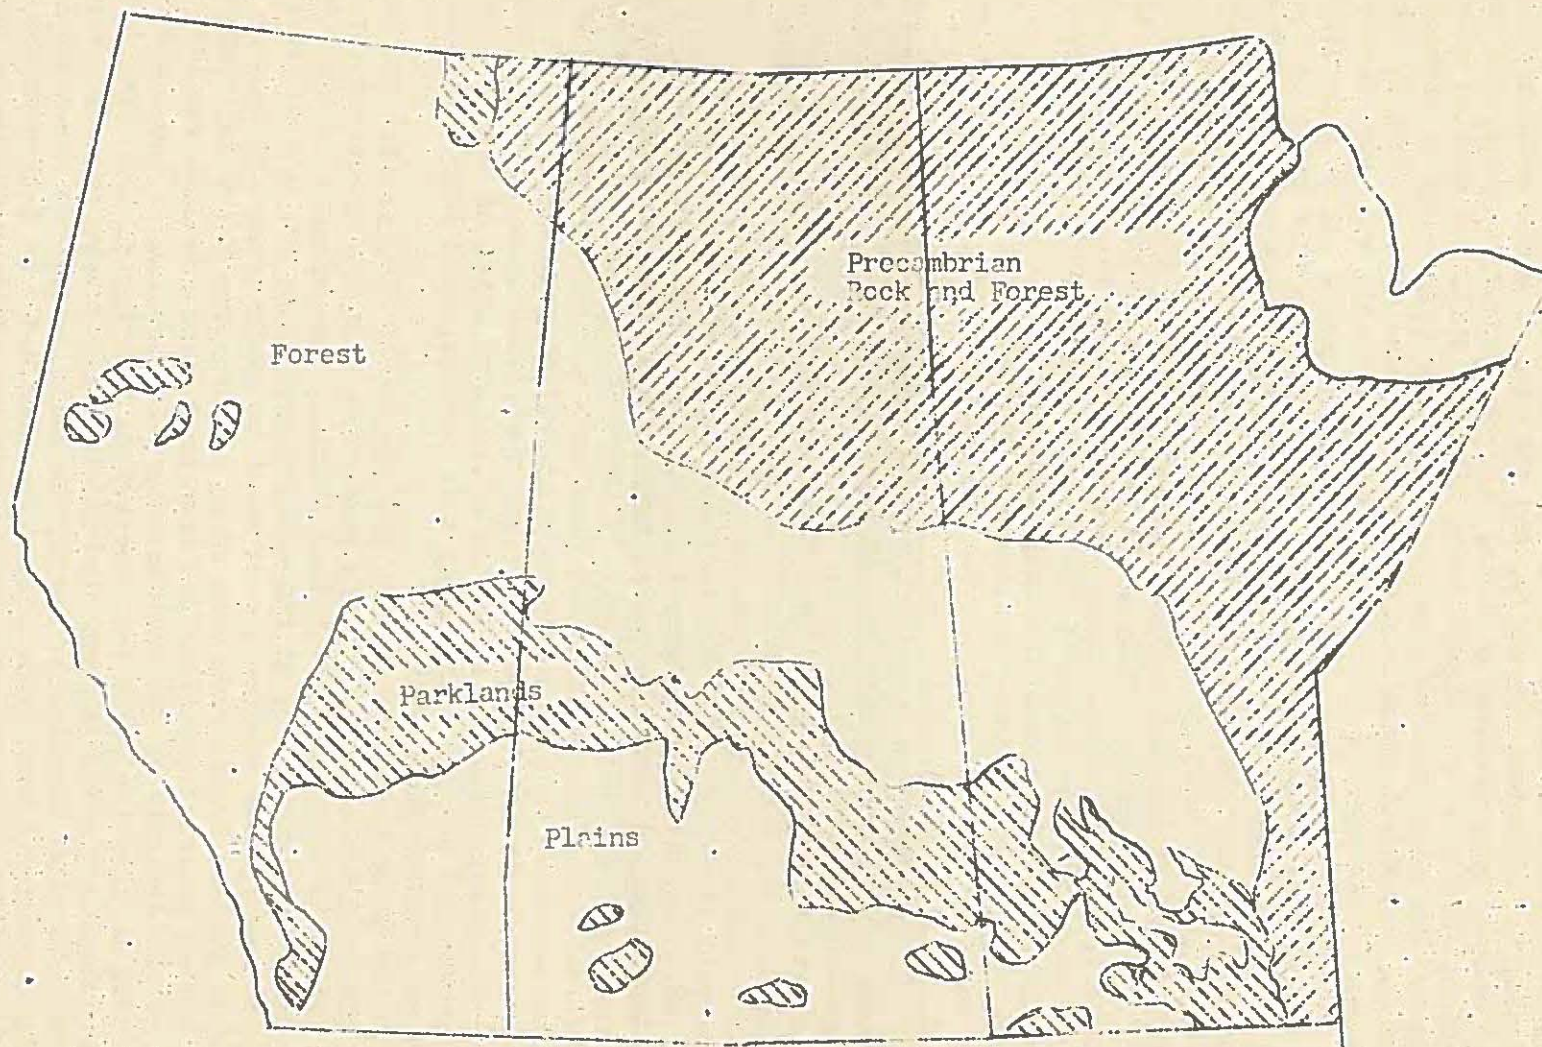 Precambrian
Rock and Forest
Forest
Parklands
Plains